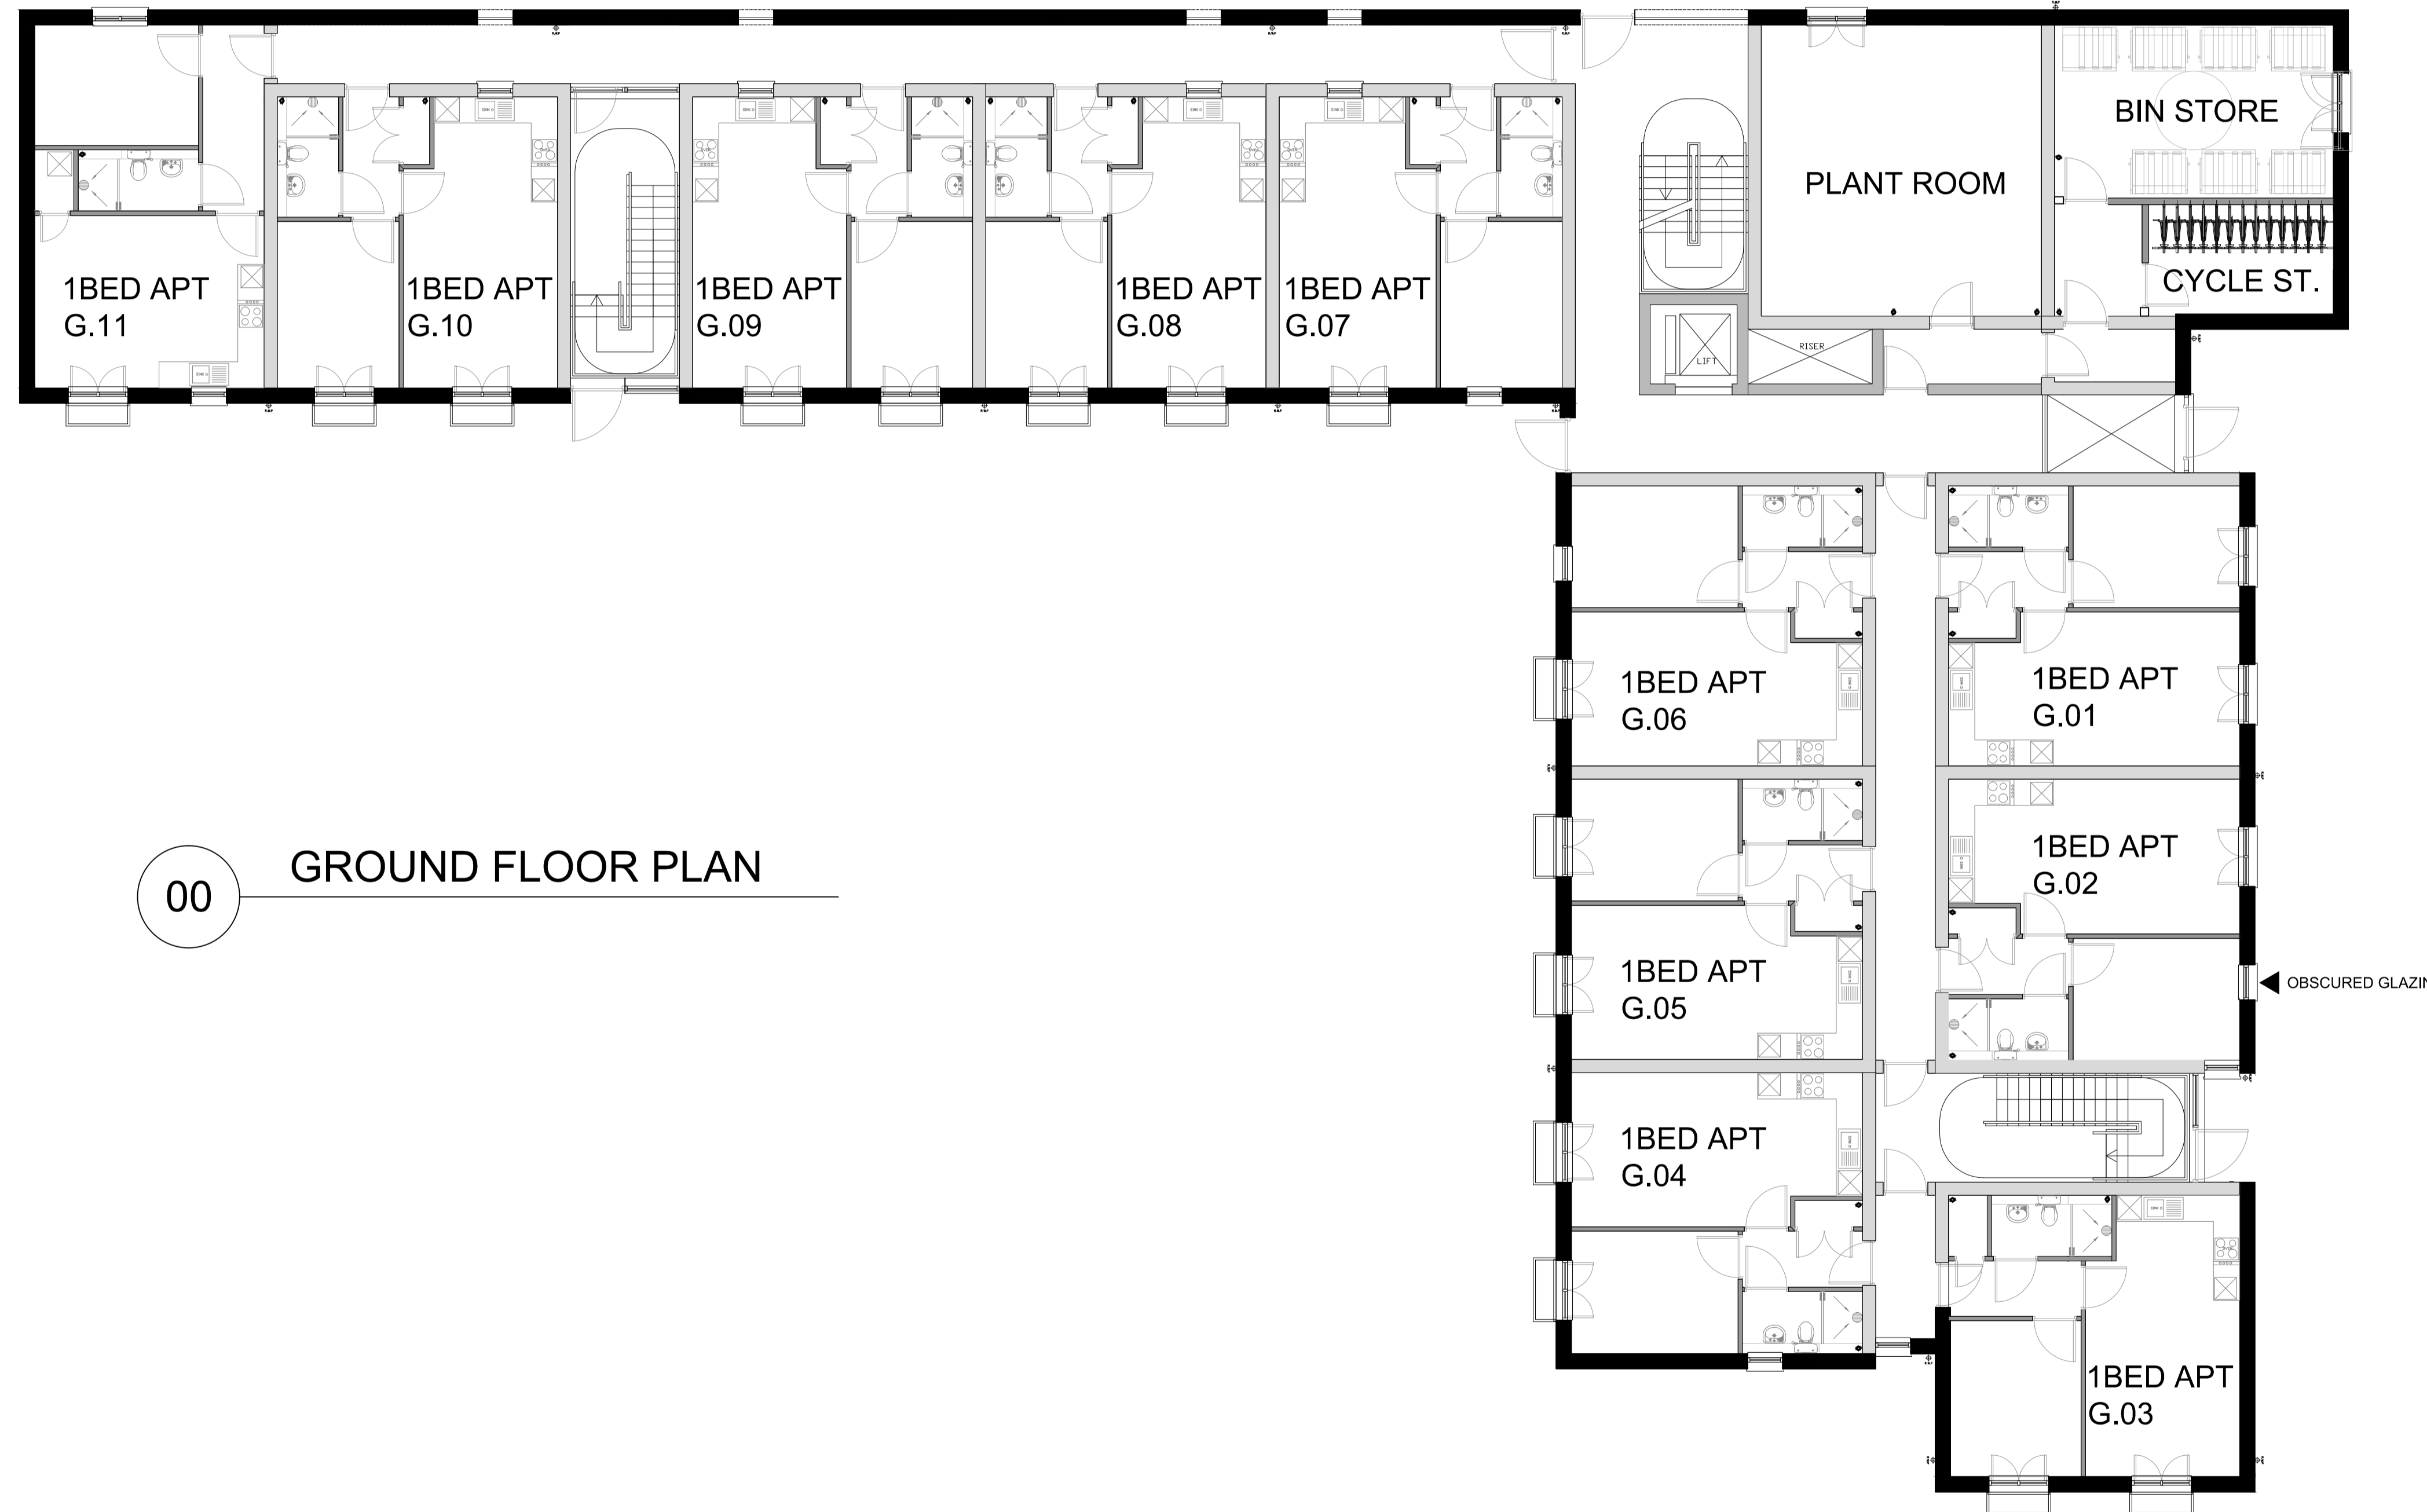 BIN STORE
PLANT ROOM
CYCLE ST.
1BED APT
G.11
1BED APT
G.10
1BED APT
G.09
1BED APT
G.08
1BED APT
G.07
LIFT
RISER
1BED APT
G.06
1BED APT
G.01
1BED APT
G.02
1BED APT
G.05
OBSCURED GLAZIN
1BED APT
G.04
1BED APT
G.03
00
GROUND FLOOR PLAN